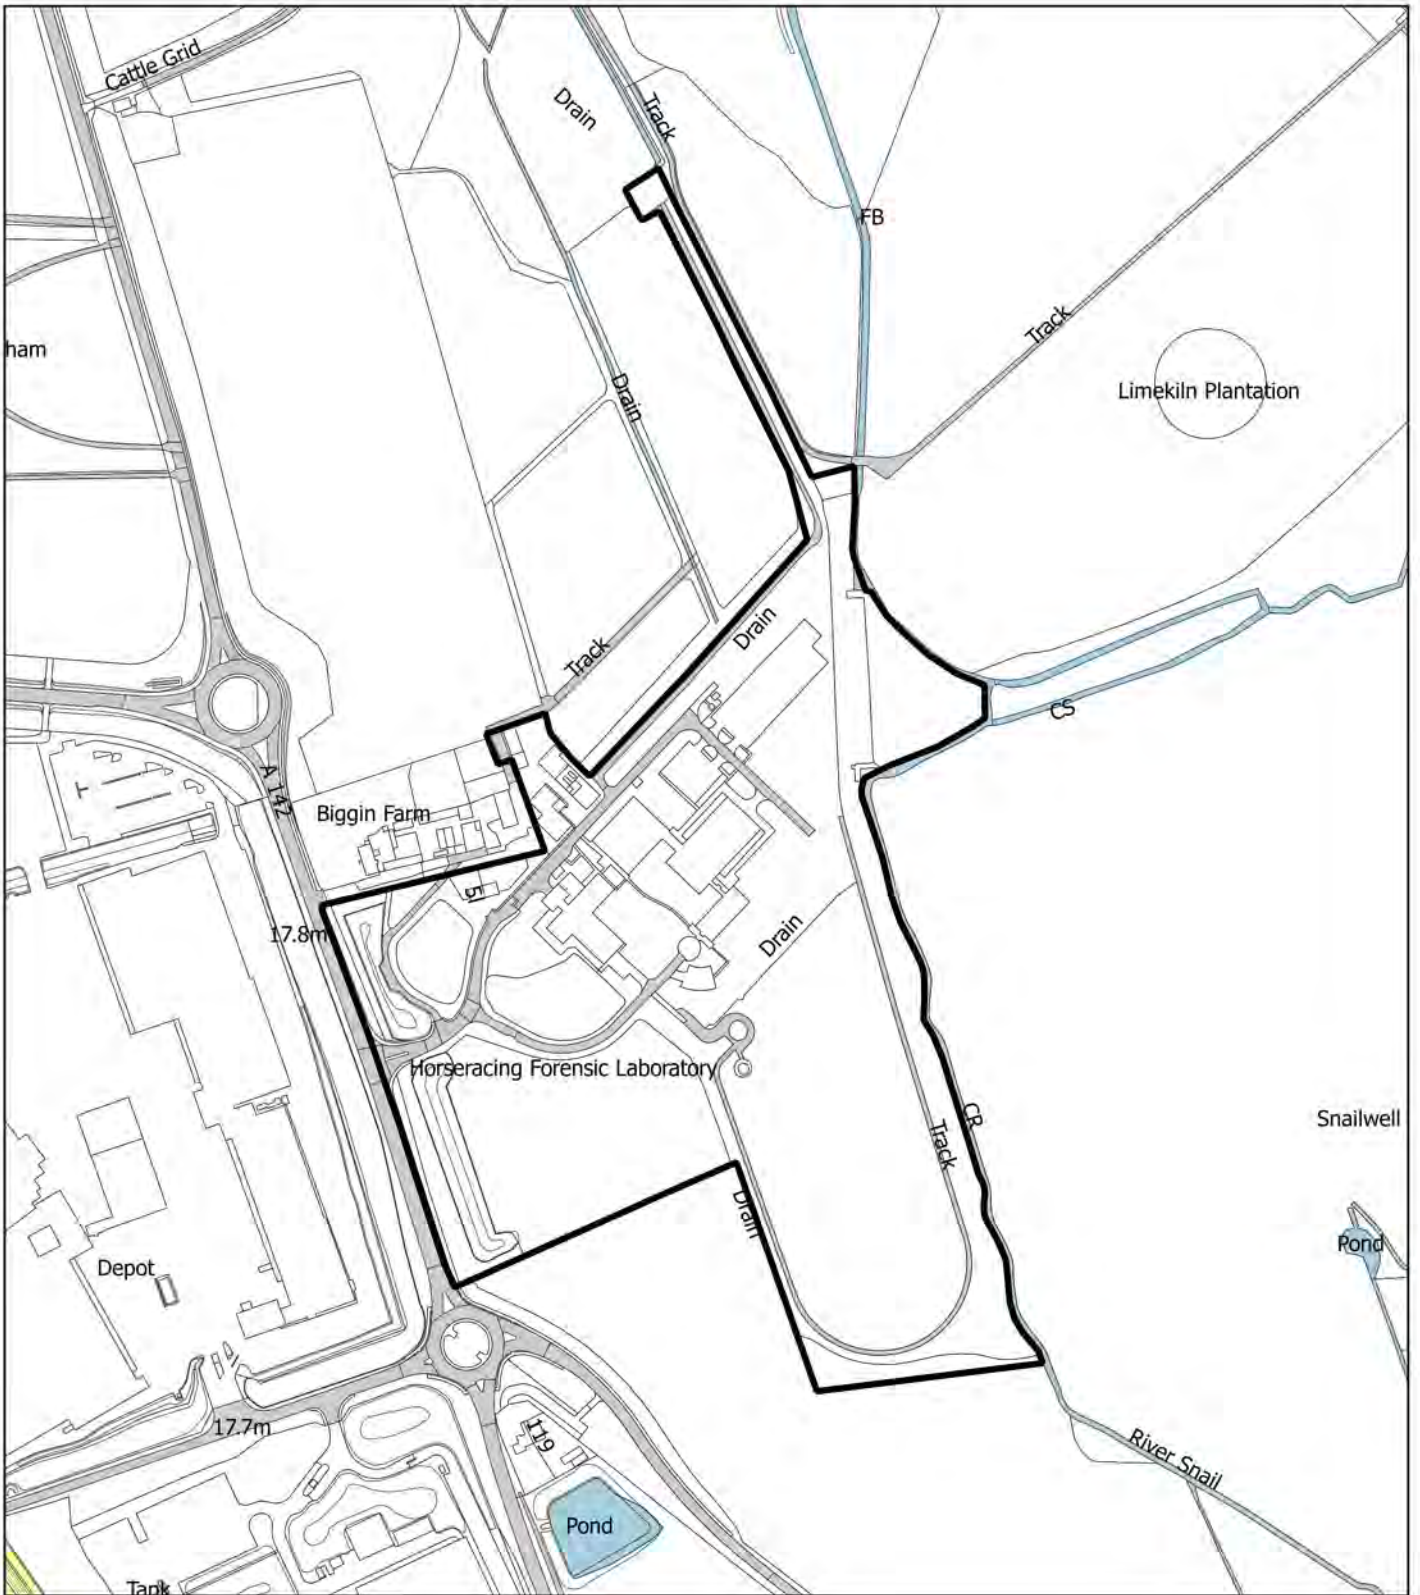 Cattle Grid
Drain
Track
FB
Track
ham
Limekiln Plantation
Drain
Drain
Track
CS
A 142
Biggin Farm
51
17.8m
Drain
Horseracing Forensic Laboratory
CR
Track
Snailwell
Drain
Pond
Depot
17.7m
119
River Snail
Pond
Tank